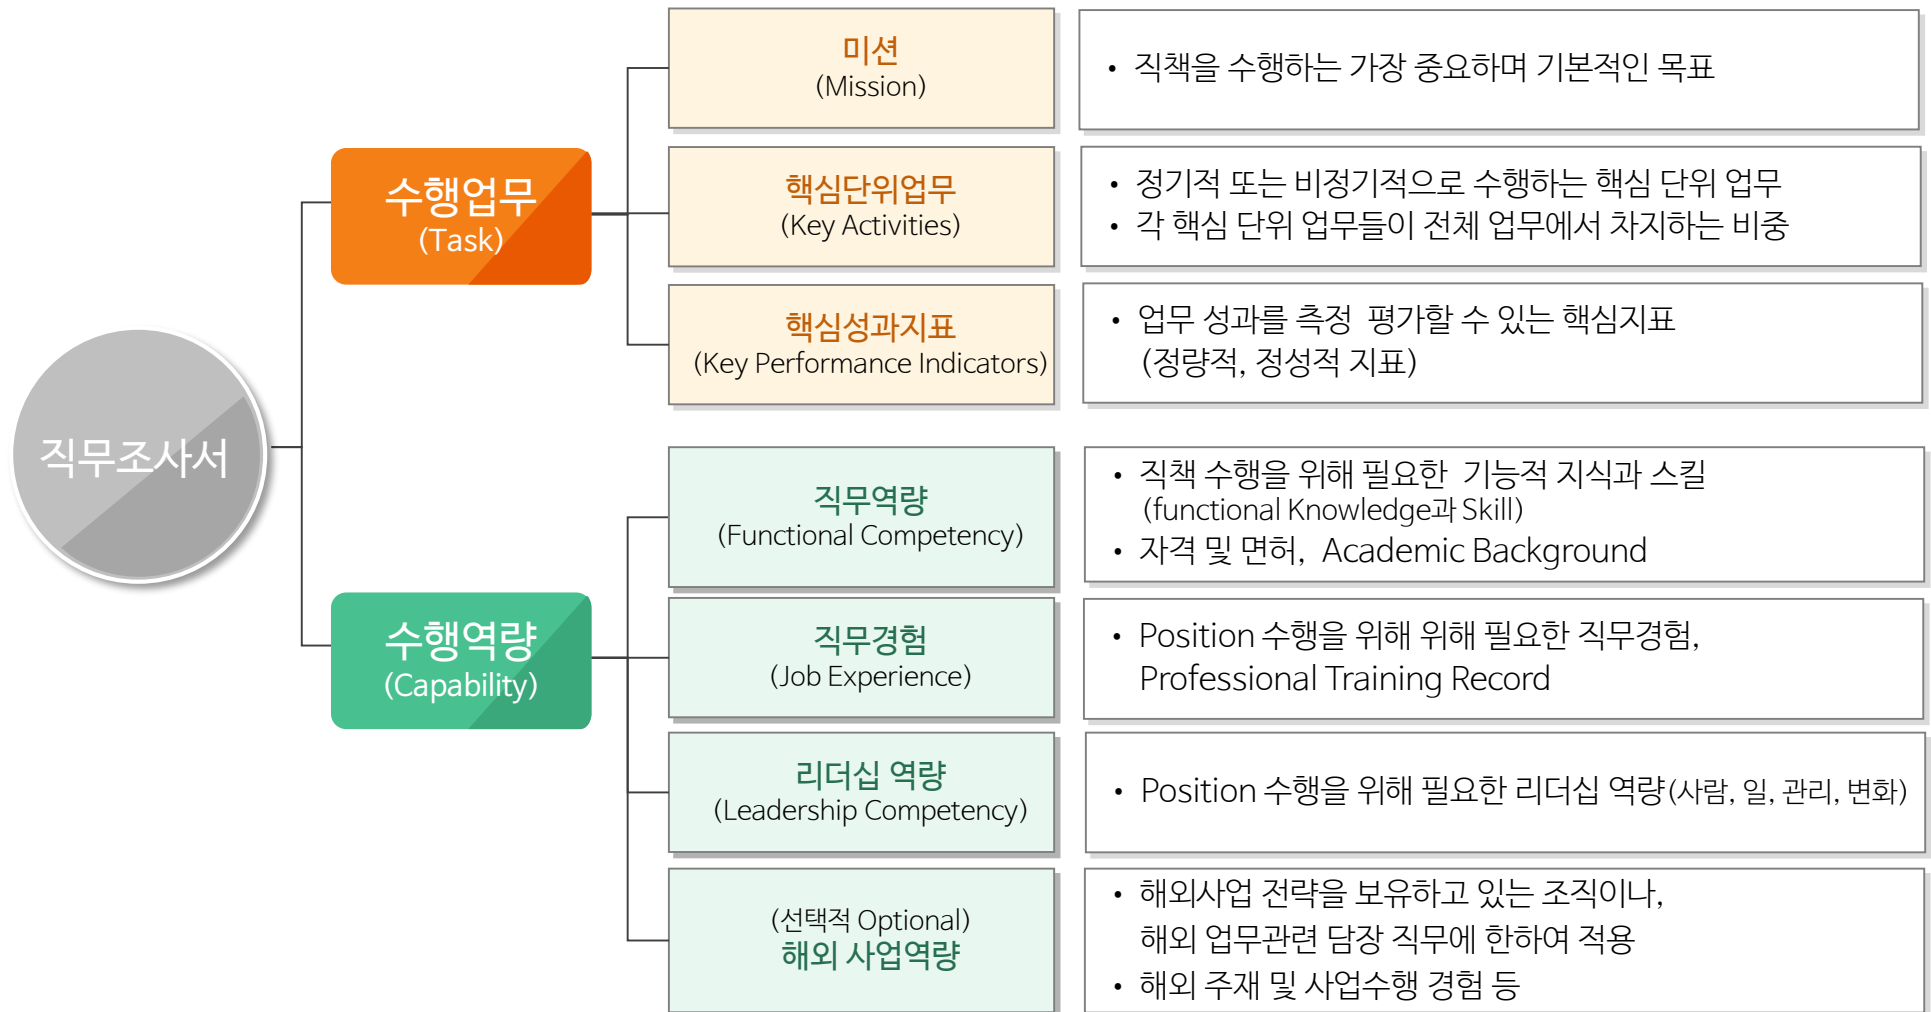 직무조사서
수행업무
(Task)
미션
(Mission)
• 직책을 수행하는 가장 중요하며 기본적인 목표
핵심단위업무
(Key Activities)
• 정기적 또는 비정기적으로 수행하는 핵심 단위 업무
• 각 핵심 단위 업무들이 전체 업무에서 차지하는 비중
핵심성과지표
(Key Performance Indicators)
• 업무 성과를 측정 평가할 수 있는 핵심지표
(정량적, 정성적 지표)
수행역량
(Capability)
직무역량
(Functional Competency)
• 직책 수행을 위해 필요한 기능적 지식과 스킬
(functional Knowledge과 Skill)
• 자격 및 면허, Academic Background
직무경험
(Job Experience)
• Position 수행을 위해 위해 필요한 직무경험,
Professional Training Record
리더십 역량
(Leadership Competency)
• Position 수행을 위해 필요한 리더십 역량(사람, 일, 관리, 변화)
(선택적 Optional)
해외 사업역량
• 해외사업 전략을 보유하고 있는 조직이나,
해외 업무관련 담장 직무에 한하여 적용
• 해외 주재 및 사업수행 경험 등